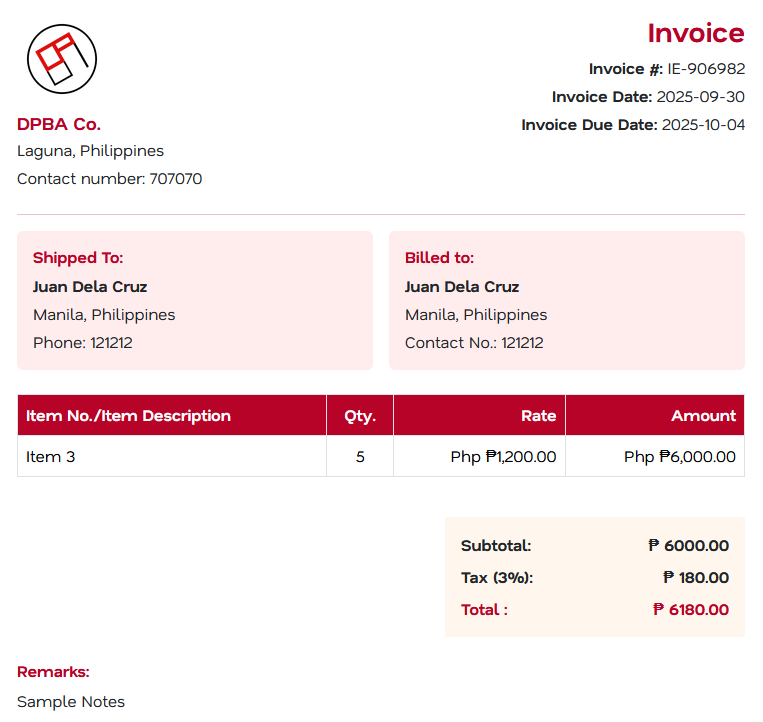 Invoice
Invoice #: IE-906982
Invoice Date: 2025-09-30
Invoice Due Date: 2025-10-04
DPBA Co.
Laguna, Philippines
Contact number: 707070
Shipped To:
Juan Dela Cruz
Manila, Philippines
Phone: 121212
Billed to:
Juan Dela Cruz
Manila, Philippines
Contact No.: 121212
Item No./Item Description Qty. Rate Amount
Item 3 5 Php ₱1,200.00 Php ₱6,000.00
Subtotal: ₱ 6000.00
Tax (3%): ₱ 180.00
Total : ₱ 6180.00
Remarks:
Sample Notes